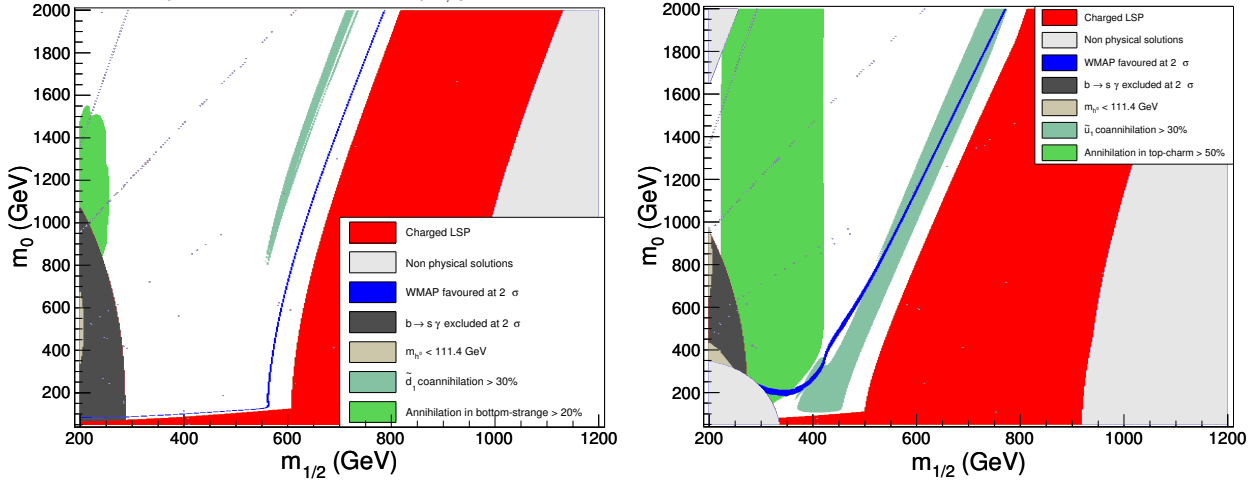 2000
1800
1600
1400
1200
1000
800
600
400
200
m0 (GeV)
200 400 600 800 1000 1200
m1/2 (GeV)
Charged LSP
Non physical solutions
WMAP favoured at 2 σ
b → s γ excluded at 2 σ
mh⁰ < 111.4 GeV
d̃1 coannihilation > 30%
Annihilation in bottom-strange > 20%
2000
1800
1600
1400
1200
1000
800
600
400
200
m0 (GeV)
200 400 600 800 1000 1200
m1/2 (GeV)
Charged LSP
Non physical solutions
WMAP favoured at 2 σ
b → s γ excluded at 2 σ
mh⁰ < 111.4 GeV
ũ1 coannihilation > 30%
Annihilation in top-charm > 50%